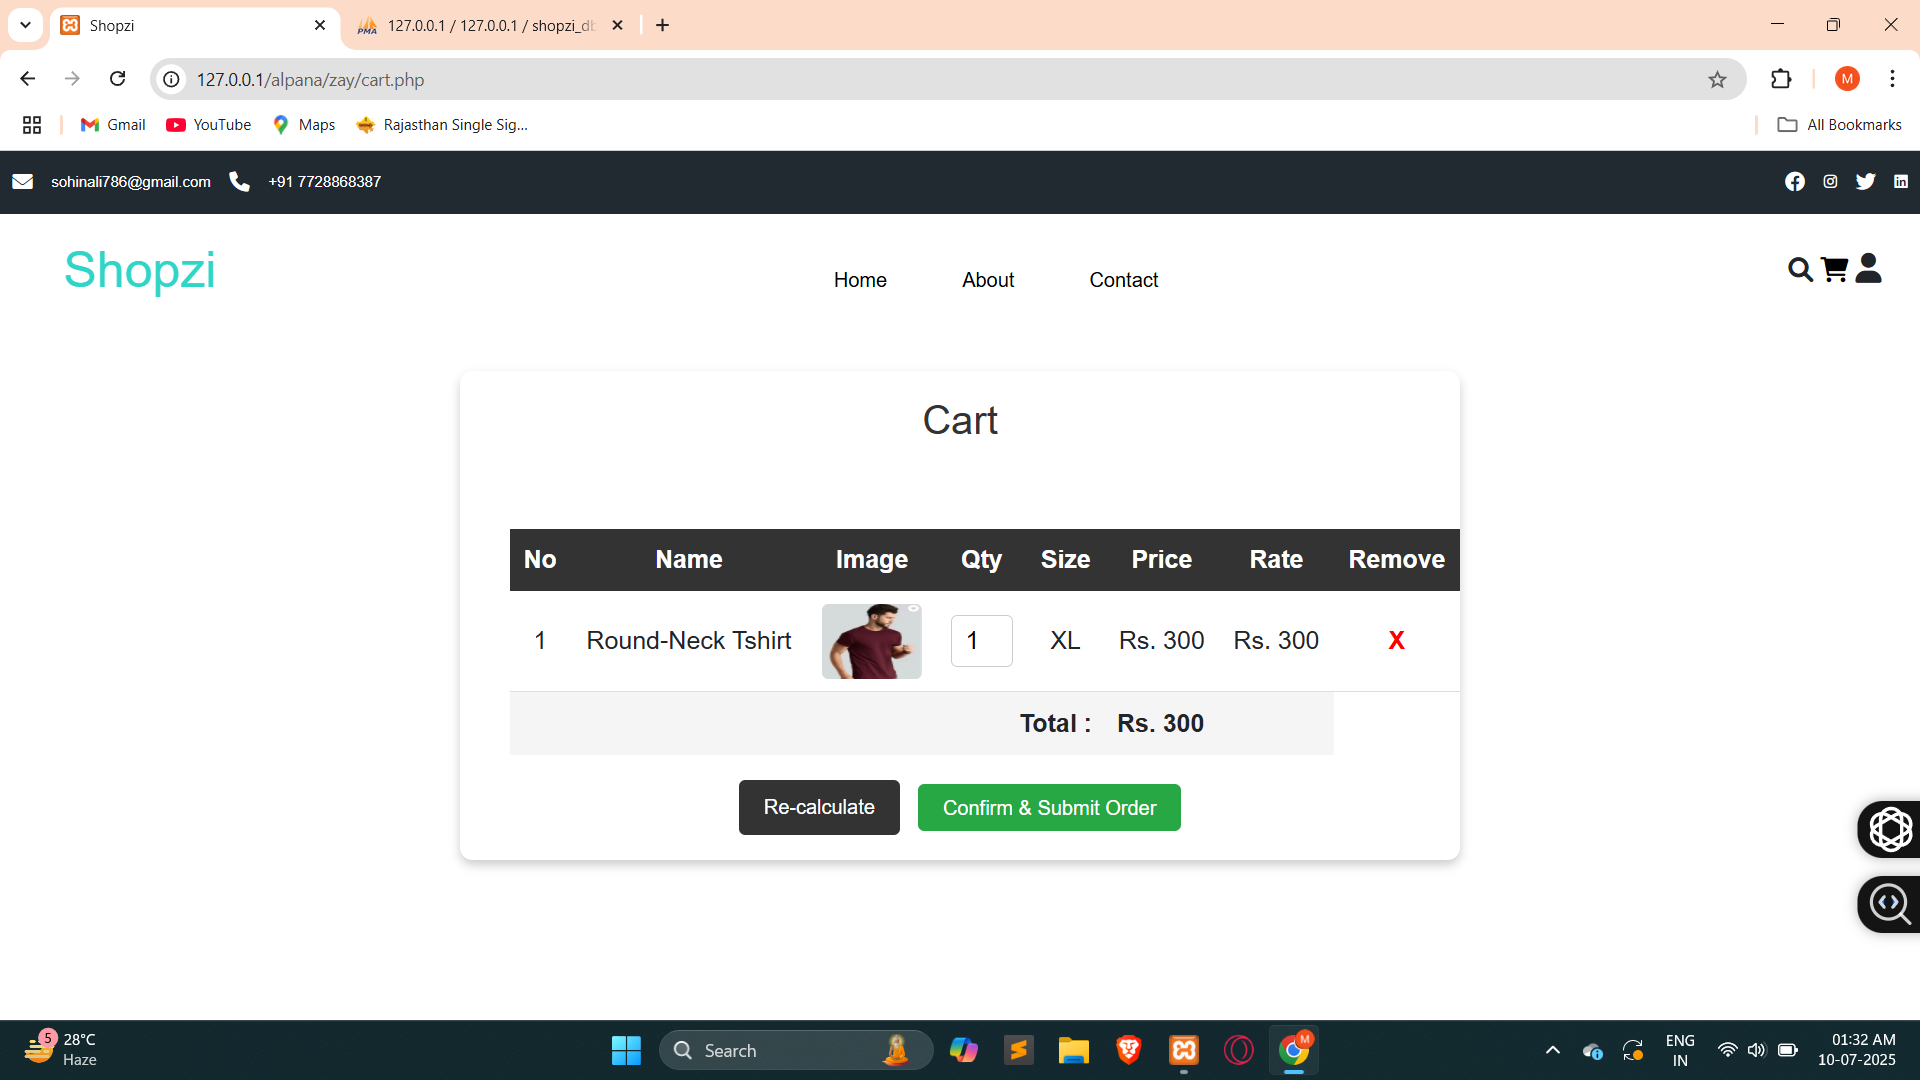 Shopzi
127.0.0.1 / 127.0.0.1 / shopzi_db
127.0.0.1/alpana/zay/cart.php
M
Gmail
YouTube
Maps
Rajasthan Single Sig...
All Bookmarks
sohinali786@gmail.com
+91 7728868387
Shopzi
Home
About
Contact
Cart
No Name Image Qty Size Price Rate Remove
1 Round-Neck Tshirt 1 XL Rs. 300 Rs. 300 X
Total : Rs. 300
Re-calculate
Confirm & Submit Order
5
28°C
Haze
Search
M
ENG
IN
01:32 AM
10-07-2025